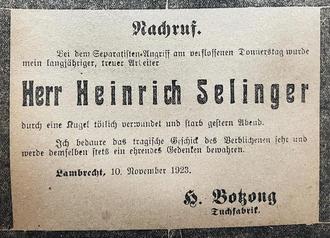 Nachruf.
Bei dem Separatisten-Angriff am verflossenen Donnerstag wurde
mein langjähriger, treuer Arbeiter
Herr Heinrich Selinger
durch eine Kugel tötlich verwundet und starb gestern Abend.
Ich bedaure das tragische Geschick des Verblichenen sehr und
werde demselben stets ein ehrendes Gedenken bewahren.
Lambrecht, 10. November 1923.
H. Botzong
Tuchfabrik.